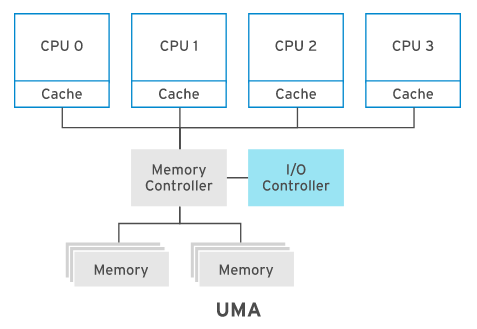 CPU 0
CPU 1
CPU 2
CPU 3
Cache
Cache
Cache
Cache
Memory
Controller
I/O
Controller
Memory
Memory
UMA